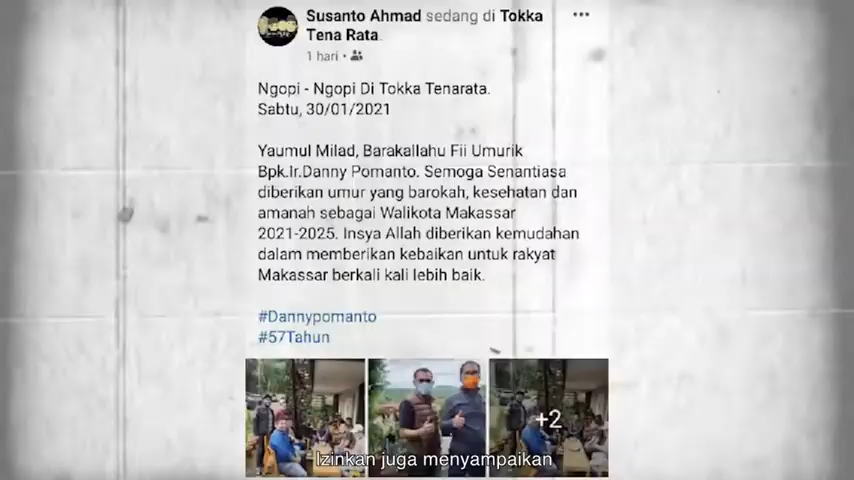 Susanto Ahmad sedang di Tokka
Tena Rata.
1 hari
Ngopi - Ngopi Di Tokka Tenarata.
Sabtu, 30/01/2021
Yaumul Milad, Barakallahu Fii Umurik
Bpk.Ir.Danny Pomanto. Semoga Senantiasa
diberikan umur yang barokah, kesehatan dan
amanah sebagai Walikota Makassar
2021-2025. Insya Allah diberikan kemudahan
dalam memberikan kebaikan untuk rakyat
Makassar berkali kali lebih baik.
#Dannypomanto
#57Tahun
+2
Izinkan juga menyampaikan